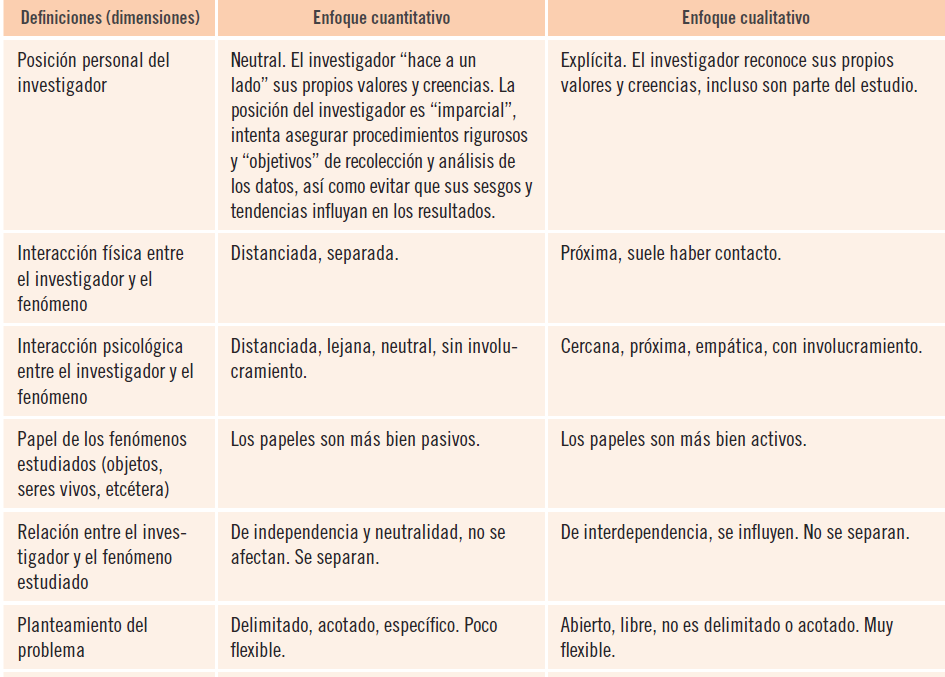 Definiciones (dimensiones)
Enfoque cuantitativo
Enfoque cualitativo
Posición personal del
investigador
Neutral. El investigador “hace a un
lado” sus propios valores y creencias. La
posición del investigador es “imparcial”,
intenta asegurar procedimientos rigurosos
y “objetivos” de recolección y análisis de
los datos, así como evitar que sus sesgos y
tendencias influyan en los resultados.
Explícita. El investigador reconoce sus propios
valores y creencias, incluso son parte del estudio.
Interacción física entre
el investigador y el
fenómeno
Distanciada, separada.
Próxima, suele haber contacto.
Interacción psicológica
entre el investigador y el
fenómeno
Distanciada, lejana, neutral, sin involu-
cramiento.
Cercana, próxima, empática, con involucramiento.
Papel de los fenómenos
estudiados (objetos,
seres vivos, etcétera)
Los papeles son más bien pasivos.
Los papeles son más bien activos.
Relación entre el inves-
tigador y el fenómeno
estudiado
De independencia y neutralidad, no se
afectan. Se separan.
De interdependencia, se influyen. No se separan.
Planteamiento del
problema
Delimitado, acotado, específico. Poco
flexible.
Abierto, libre, no es delimitado o acotado. Muy
flexible.